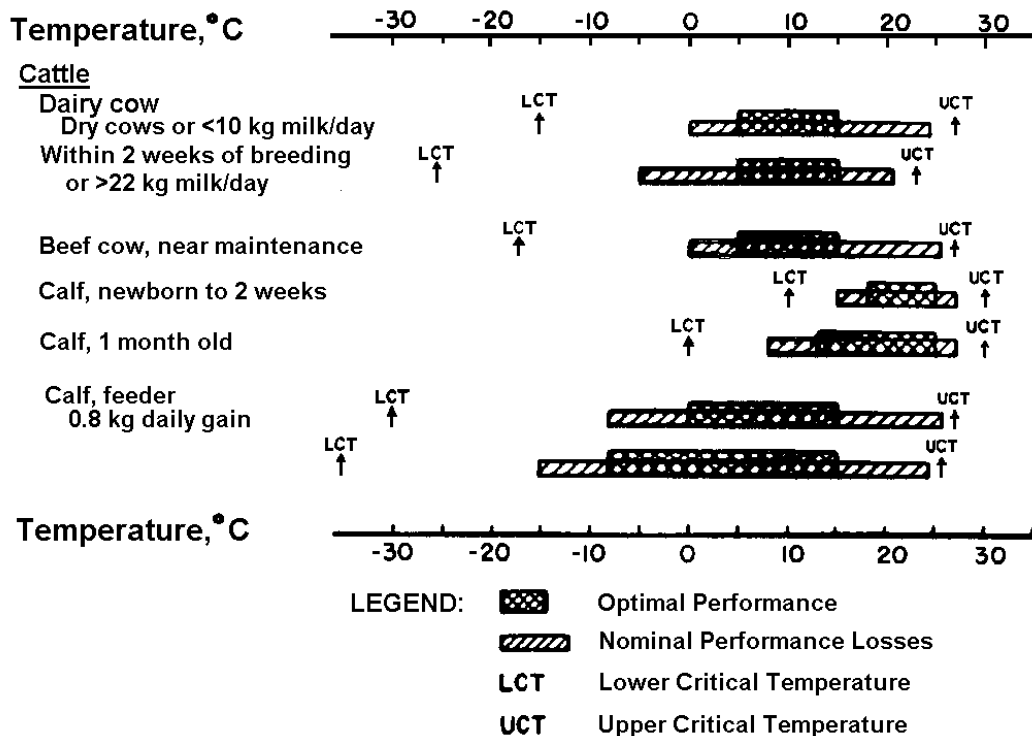 Temperature,°C -30 -20 -10 0 10 20 30
Cattle
Dairy cow LCT UCT
Dry cows or <10 kg milk/day
Within 2 weeks of breeding LCT UCT
or >22 kg milk/day
LCT UCT
Beef cow, near maintenance
Calf, newborn to 2 weeks LCT UCT
Calf, 1 month old LCT UCT
Calf, feeder LCT UCT
0.8 kg daily gain
LCT UCT
Temperature,°C
-30 -20 -10 0 10 20 30
LEGEND: Optimal Performance
Nominal Performance Losses
LCT Lower Critical Temperature
UCT Upper Critical Temperature